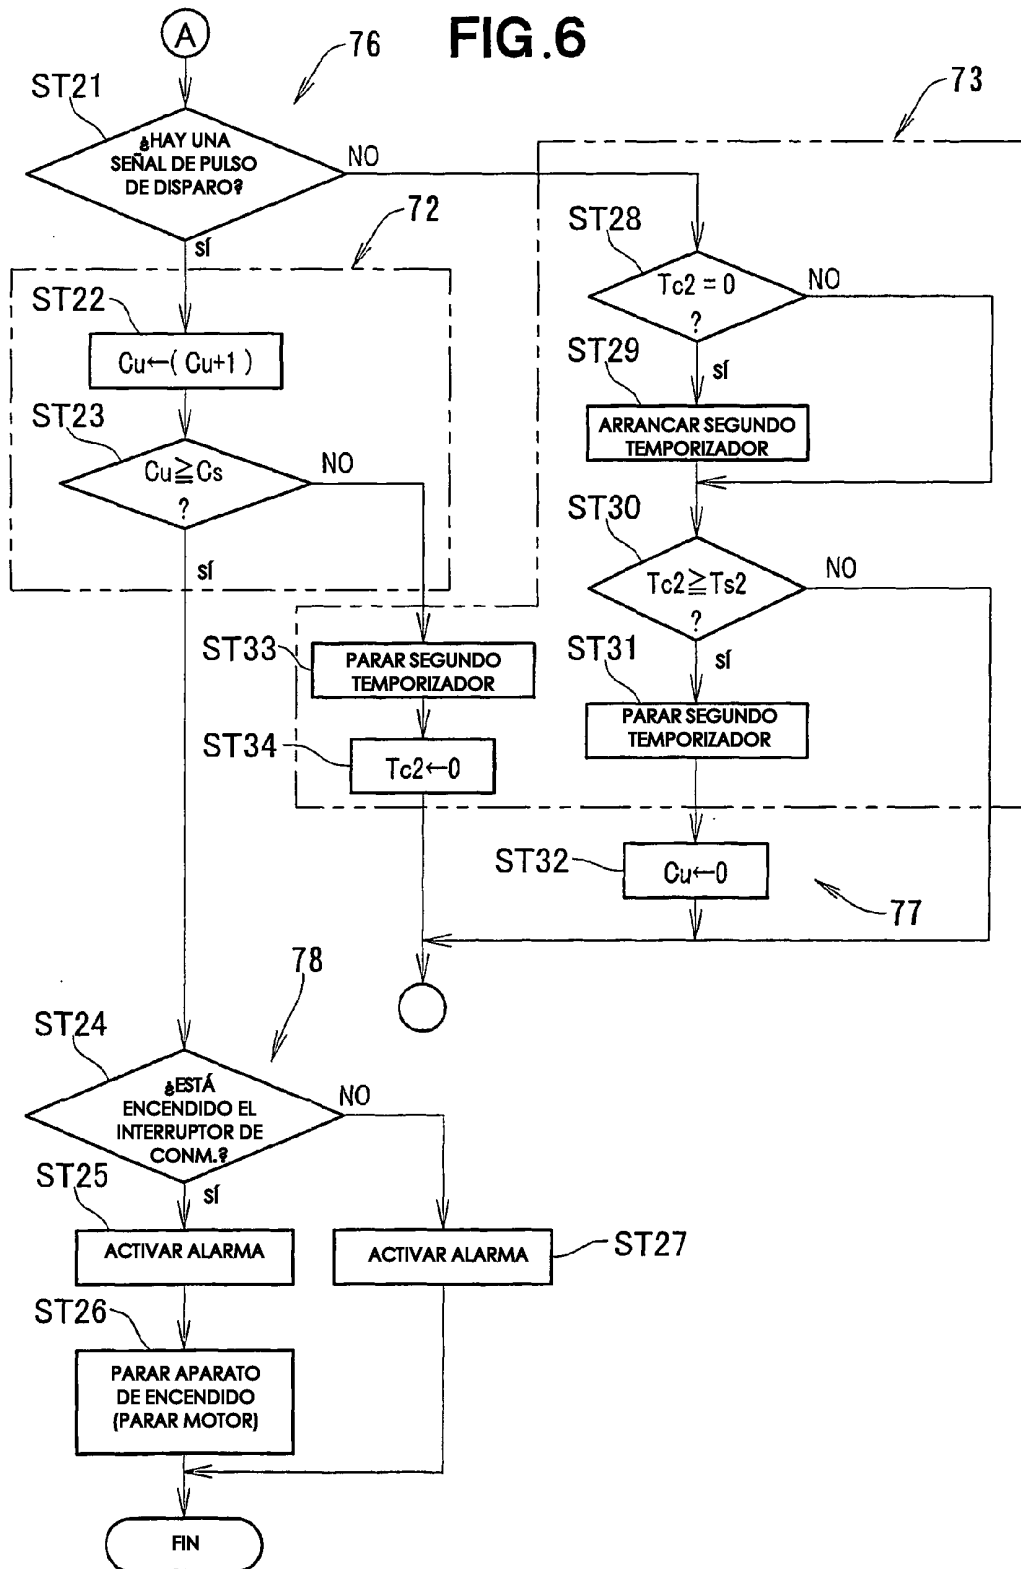 FIG.6
A
76
ST21
¿HAY UNA
SEÑAL DE PULSO
DE DISPARO?
NO
SÍ
73
72
ST22
Cu←(Cu+1)
ST23
Cu≧Cs
?
NO
SÍ
ST28
Tc2=0
?
NO
SÍ
ST29
ARRANCAR SEGUNDO
TEMPORIZADOR
ST30
Tc2≧Ts2
?
NO
SÍ
ST33
PARAR SEGUNDO
TEMPORIZADOR
ST31
PARAR SEGUNDO
TEMPORIZADOR
ST34
Tc2←0
ST32
Cu←0
77
78
ST24
¿ESTÁ
ENCENDIDO EL
INTERRUPTOR DE
CONM.?
NO
SÍ
ST25
ACTIVAR ALARMA
ACTIVAR ALARMA
ST27
ST26
PARAR APARATO
DE ENCENDIDO
(PARAR MOTOR)
FIN